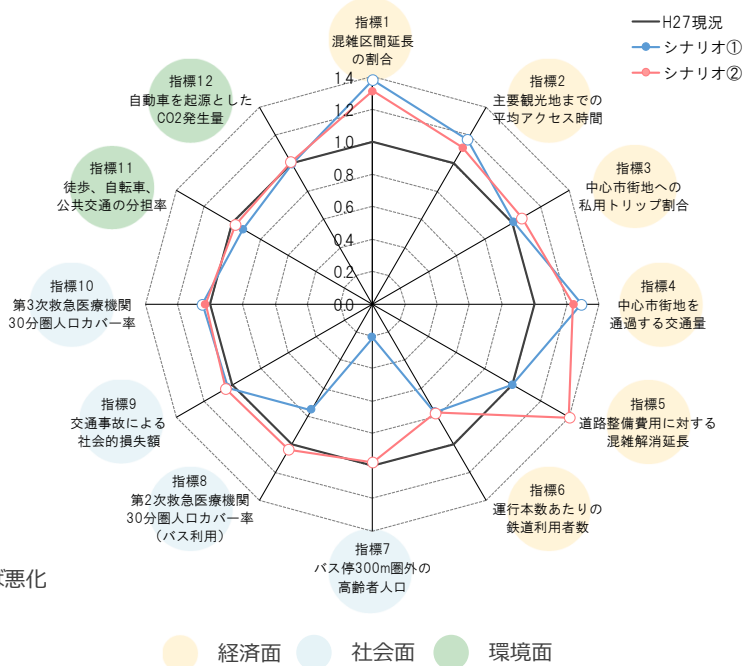 H27現況
シナリオ①
シナリオ②
指標1
混雑区間延長
の割合
指標2
主要観光地までの
平均アクセス時間
指標3
中心市街地への
私用トリップ割合
指標4
中心市街地を
通過する交通量
指標5
道路整備費用に対する
混雑解消延長
指標6
運行本数あたりの
鉄道利用者数
指標7
バス停300m圏外の
高齢者人口
指標8
第2次救急医療機関
30分圏人口カバー率
（バス利用）
指標9
交通事故による
社会的損失額
指標10
第3次救急医療機関
30分圏人口カバー率
指標11
徒歩、自転車、
公共交通の分担率
指標12
自動車を起源とした
CO2発生量
1.4
1.2
1.0
0.8
0.6
0.4
0.2
0.0
ば悪化
経済面
社会面
環境面